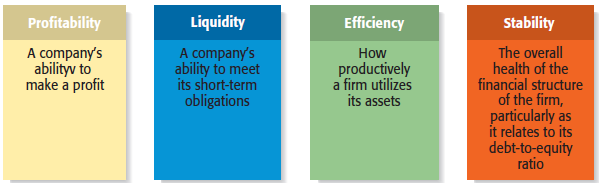 Profitability
A company's
abilityv to
make a profit
Liquidity
A company's
ability to meet
its short-term
obligations
Efficiency
How
productively
a firm utilizes
its assets
Stability
The overall
health of the
financial structure
of the firm,
particularly as
it relates to its
debt-to-equity
ratio